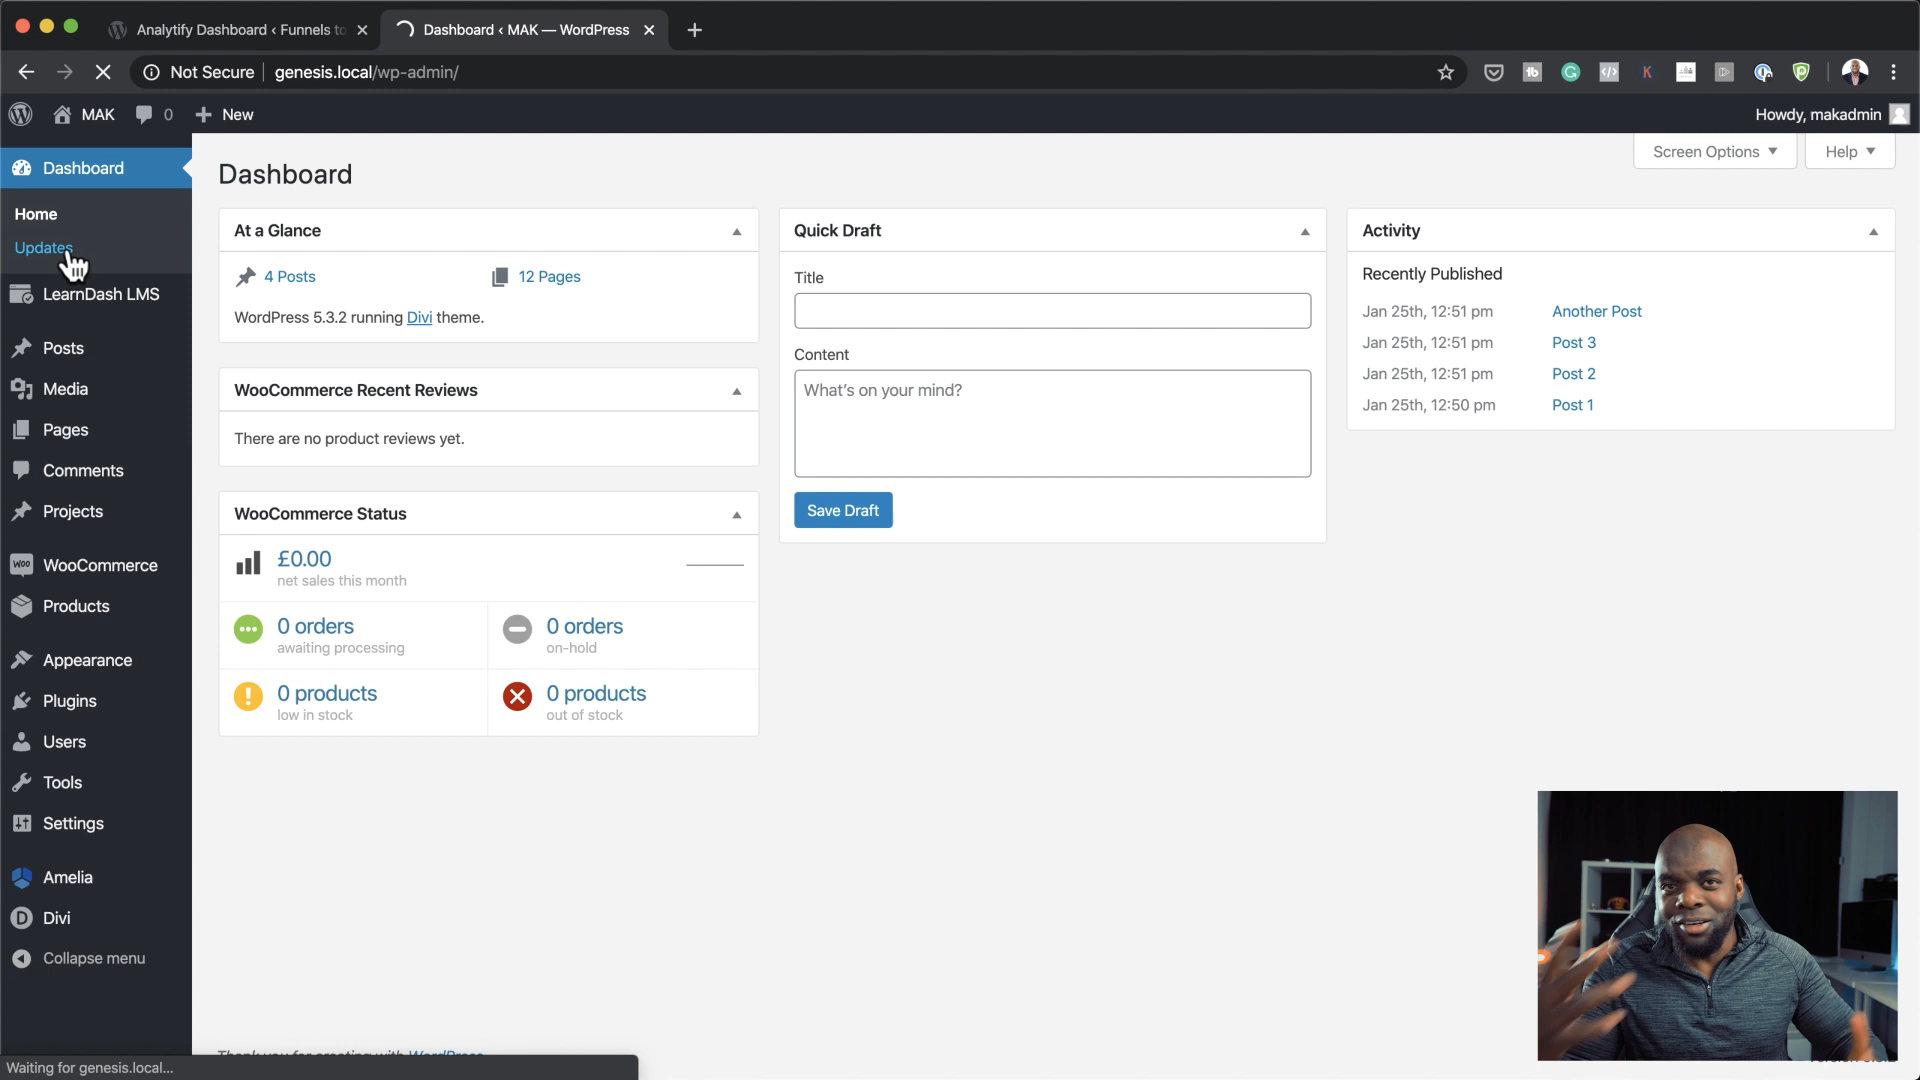 Analytify Dashboard ‹ Funnels to
Dashboard ‹ MAK — WordPress
Not Secure
genesis.local/wp-admin/
MAK
0
New
Howdy, makadmin
Screen Options
Help
Dashboard
Home
Updates
LearnDash LMS
Posts
Media
Pages
Comments
Projects
WooCommerce
Products
Appearance
Plugins
Users
Tools
Settings
Amelia
Divi
Collapse menu
Dashboard
At a Glance
4 Posts
12 Pages
WordPress 5.3.2 running Divi theme.
WooCommerce Recent Reviews
There are no product reviews yet.
WooCommerce Status
£0.00
net sales this month
0 orders
awaiting processing
0 orders
on-hold
0 products
low in stock
0 products
out of stock
Quick Draft
Title
Content
What's on your mind?
Save Draft
Activity
Recently Published
Jan 25th, 12:51 pm Another Post
Jan 25th, 12:51 pm Post 3
Jan 25th, 12:51 pm Post 2
Jan 25th, 12:50 pm Post 1
Thank you for creating with WordPress
Waiting for genesis.local...